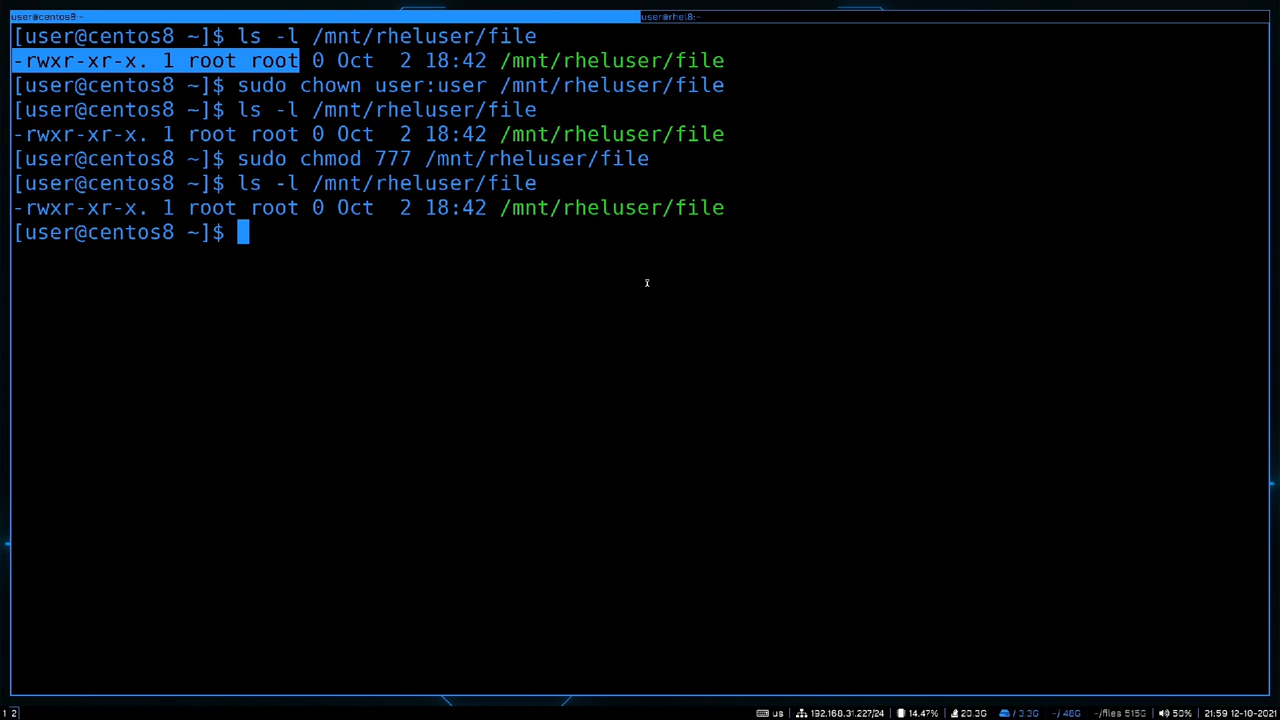 user@centos8:~ user@rhel8:~
[user@centos8 ~]$ ls -l /mnt/rheluser/file
-rwxr-xr-x. 1 root root 0 Oct  2 18:42 /mnt/rheluser/file
[user@centos8 ~]$ sudo chown user:user /mnt/rheluser/file
[user@centos8 ~]$ ls -l /mnt/rheluser/file
-rwxr-xr-x. 1 root root 0 Oct  2 18:42 /mnt/rheluser/file
[user@centos8 ~]$ sudo chmod 777 /mnt/rheluser/file
[user@centos8 ~]$ ls -l /mnt/rheluser/file
-rwxr-xr-x. 1 root root 0 Oct  2 18:42 /mnt/rheluser/file
[user@centos8 ~]$
1 2 us | 192.168.31.227/24 | 14.47% | 20.3G / 3.3G ~/ 48G ~/files 515G | 50% | 21:59 12-10-2021